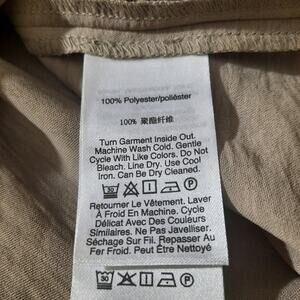 100% Polyester/poliéster
100% 聚酯纤维
Turn Garment Inside Out.
Machine Wash Cold. Gentle
Cycle With Like Colors. Do Not
Bleach. Line Dry. Use Cool
Iron. Can Be Dry Cleaned.
Retourner Le Vêtement. Laver
À Froid En Machine. Cycle
Délicat Avec Des Couleurs
Similaires. Ne Pas Javelliser.
Séchage Sur Fil. Repasser Au
Fer Froid. Peut Être Nettoyé